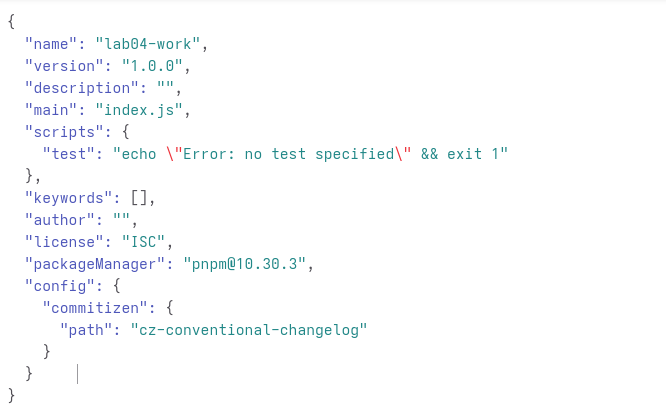 {
  "name": "lab04-work",
  "version": "1.0.0",
  "description": "",
  "main": "index.js",
  "scripts": {
    "test": "echo \"Error: no test specified\" && exit 1"
  },
  "keywords": [],
  "author": "",
  "license": "ISC",
  "packageManager": "pnpm@10.30.3",
  "config": {
    "commitizen": {
      "path": "cz-conventional-changelog"
    }
  }
}